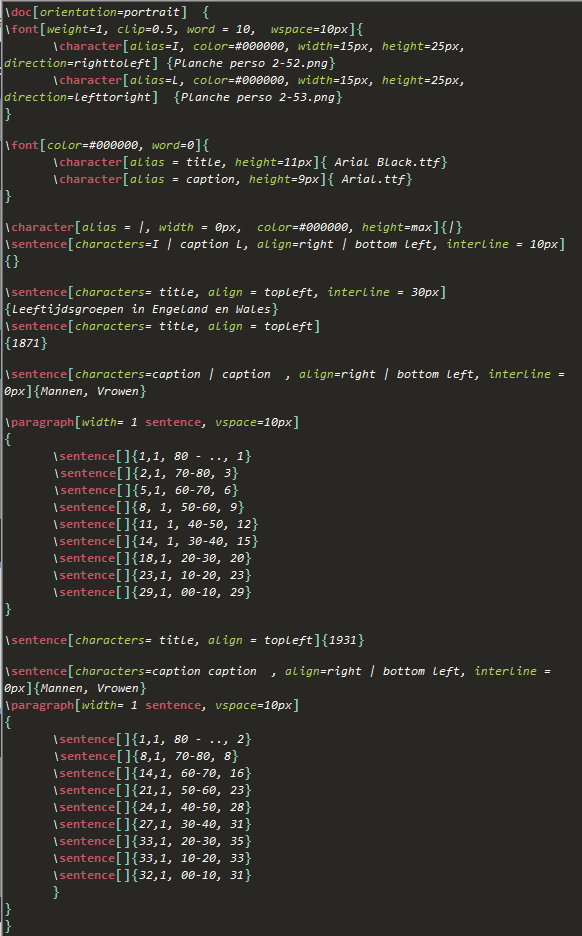 \doc[orientation=portrait]  {
\font[weight=1, clip=0.5, word = 10,  wspace=10px]{
\character[alias=I, color=#000000, width=15px, height=25px,
direction=righttoleft] {Planche perso 2-52.png}
\character[alias=L, color=#000000, width=15px, height=25px,
direction=lefttoright]  {Planche perso 2-53.png}
}
\font[color=#000000, word=0]{
\character[alias = title, height=11px]{ Arial Black.ttf}
\character[alias = caption, height=9px]{ Arial.ttf}
}
\character[alias = |, width = 0px,  color=#000000, height=max]{|}
\sentence[characters=I | caption L, align=right | bottom left, interline = 10px]
{}
\sentence[characters= title, align = topleft, interline = 30px]
{Leeftijdsgroepen in Engeland en Wales}
\sentence[characters= title, align = topleft]
{1871}
\sentence[characters=caption | caption  , align=right | bottom left, interline =
0px]{Mannen, Vrowen}
\paragraph[width= 1 sentence, vspace=10px]
{
\sentence[]{1,1, 80 - .., 1}
\sentence[]{2,1, 70-80, 3}
\sentence[]{5,1, 60-70, 6}
\sentence[]{8, 1, 50-60, 9}
\sentence[]{11, 1, 40-50, 12}
\sentence[]{14, 1, 30-40, 15}
\sentence[]{18,1, 20-30, 20}
\sentence[]{23,1, 10-20, 23}
\sentence[]{29,1, 00-10, 29}
}
\sentence[characters= title, align = topleft]{1931}
\sentence[characters=caption caption  , align=right | bottom left, interline =
0px]{Mannen, Vrowen}
\paragraph[width= 1 sentence, vspace=10px]
{
\sentence[]{1,1, 80 - .., 2}
\sentence[]{8,1, 70-80, 8}
\sentence[]{14,1, 60-70, 16}
\sentence[]{21,1, 50-60, 23}
\sentence[]{24,1, 40-50, 28}
\sentence[]{27,1, 30-40, 31}
\sentence[]{33,1, 20-30, 35}
\sentence[]{33,1, 10-20, 33}
\sentence[]{32,1, 00-10, 31}
}
}
}